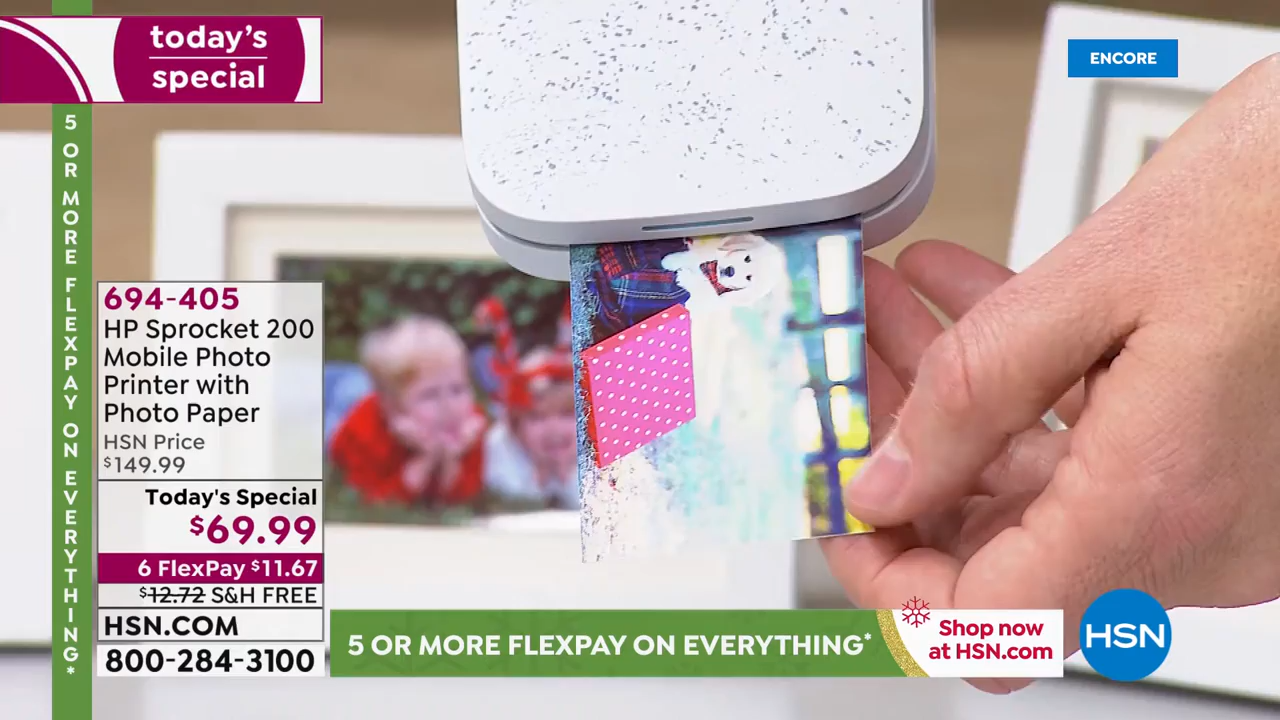 today's
special
ENCORE
5 OR MORE FLEXPAY ON EVERYTHING*
694-405
HP Sprocket 200
Mobile Photo
Printer with
Photo Paper
HSN Price
$149.99
Today's Special
$69.99
6 FlexPay $11.67
$12.72 S&H FREE
HSN.COM
800-284-3100
5 OR MORE FLEXPAY ON EVERYTHING*
Shop now
at HSN.com
HSN